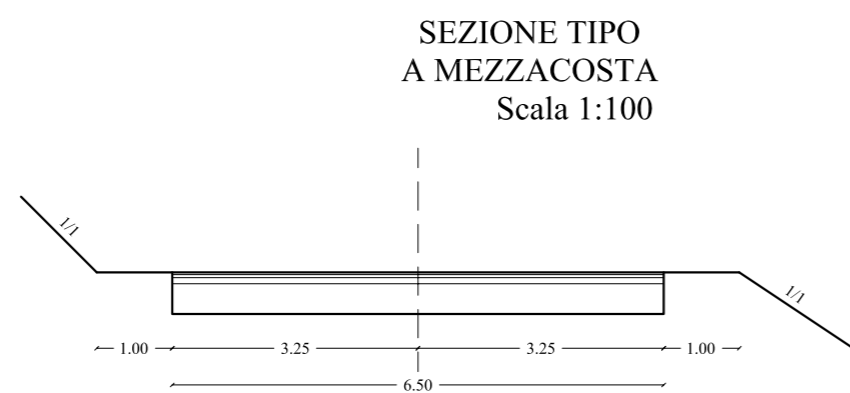 SEZIONE TIPO
A MEZZACOSTA
Scala 1:100
1/1
1/1
1.00 3.25 3.25 1.00
6.50